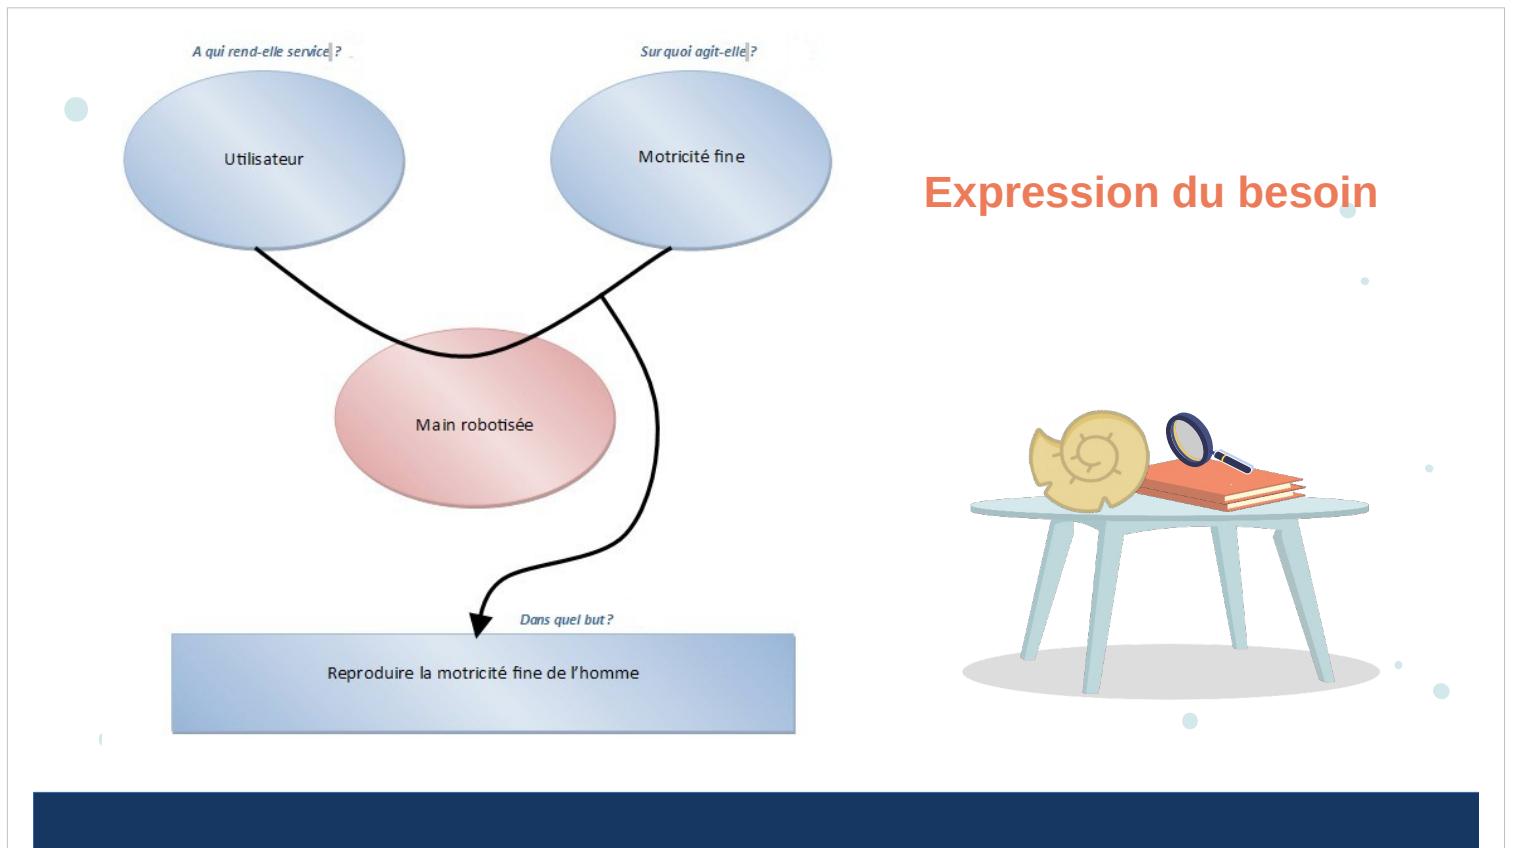 A qui rend-elle service ?
Sur quoi agit-elle ?
Utilisateur
Motricité fine
Expression du besoin
Main robotisée
Dans quel but ?
Reproduire la motricité fine de l’homme